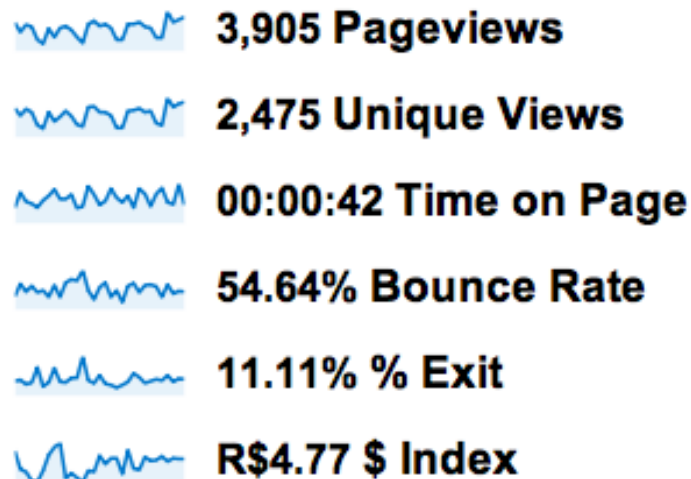 3,905 Pageviews
2,475 Unique Views
00:00:42 Time on Page
54.64% Bounce Rate
11.11% % Exit
R$4.77 $ Index